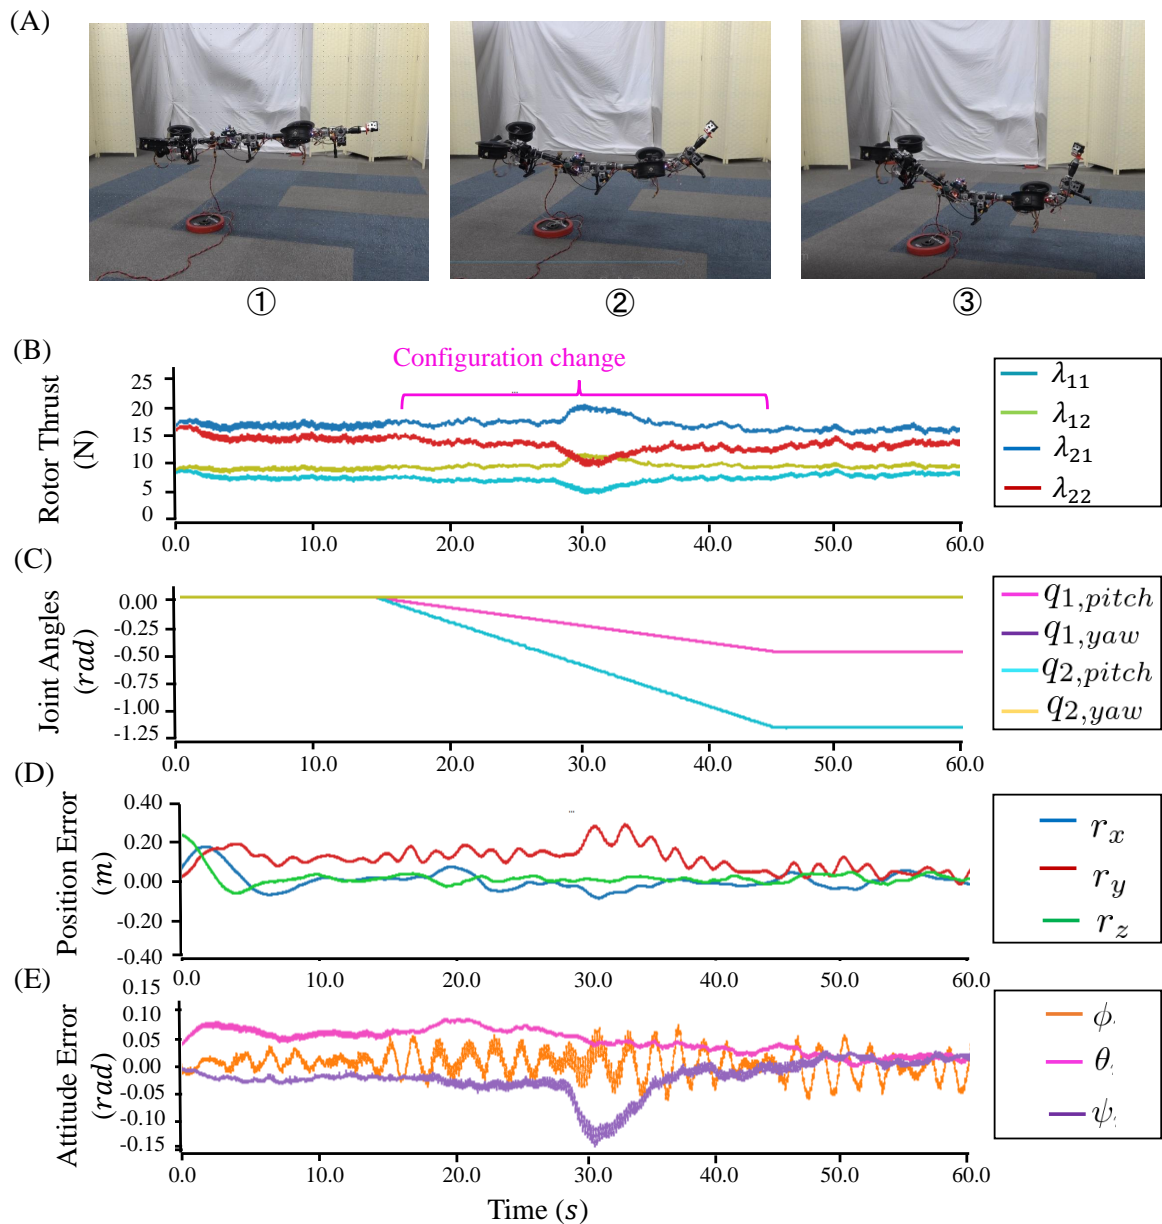 (A)
① ② ③
(B)
Configuration change
Rotor Thrust
(N)
25
20
15
10
5
0
0.0 10.0 20.0 30.0 40.0 50.0 60.0
λ11
λ12
λ21
λ22
(C)
Joint Angles
(rad)
0.00
-0.25
-0.50
-0.75
-1.00
-1.25
0.0 10.0 20.0 30.0 40.0 50.0 60.0
q1,pitch
q1,yaw
q2,pitch
q2,yaw
(D)
Position Error
(m)
0.40
0.20
0.00
-0.20
-0.40
0.0 10.0 20.0 30.0 40.0 50.0 60.0
rx
ry
rz
(E)
Attitude Error
(rad)
0.15
0.10
0.05
0.00
-0.05
-0.10
-0.15
0.0 10.0 20.0 30.0 40.0 50.0 60.0
ϕ
θ
ψ
Time (s)